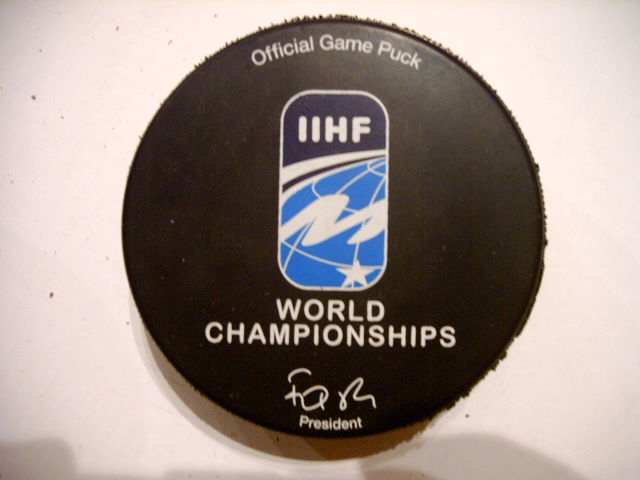 Official Game Puck
IIHF
WORLD
CHAMPIONSHIPS
President